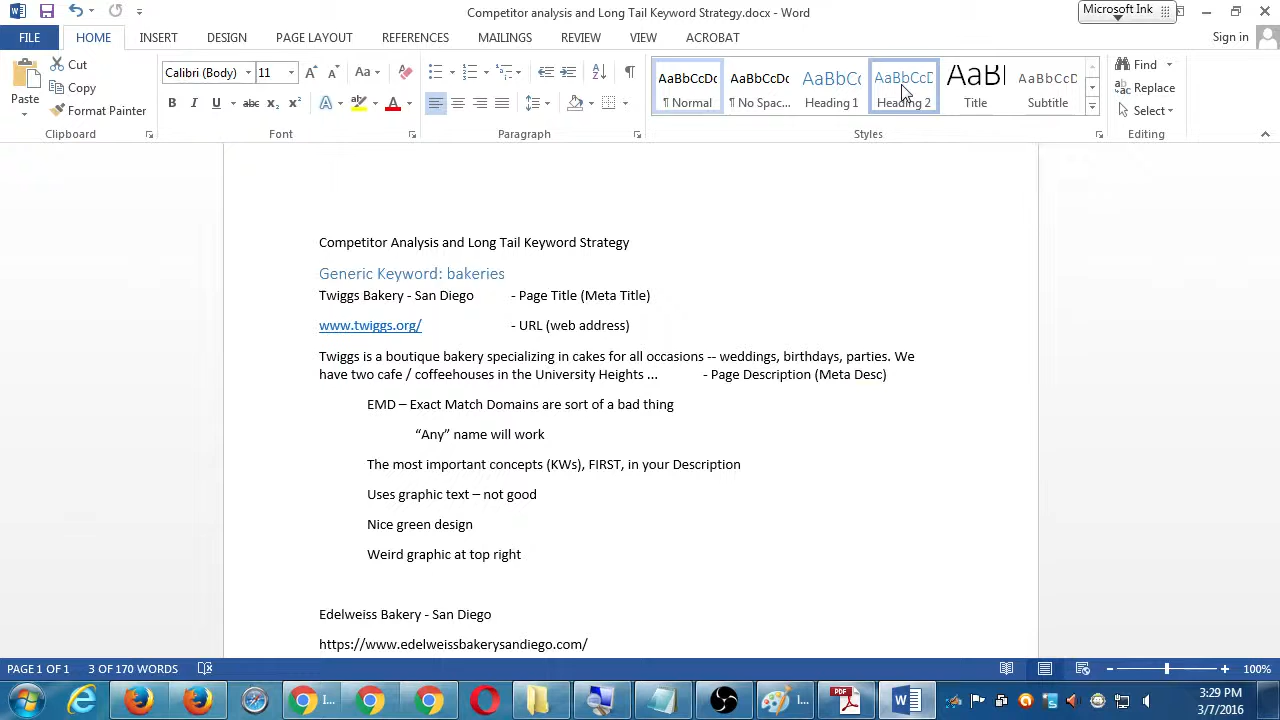 Competitor analysis and Long Tail Keyword Strategy.docx - Word
Microsoft Ink
FILE HOME INSERT DESIGN PAGE LAYOUT REFERENCES MAILINGS REVIEW VIEW ACROBAT Sign in
Paste
Cut
Copy
Format Painter
Clipboard
Calibri (Body) 11
Font
Paragraph
AaBbCcDc AaBbCcDc AaBbCc AaBbCcD AaB AaBbCcD
¶ Normal ¶ No Spac... Heading 1 Heading 2 Title Subtitle
Styles
Find
Replace
Select
Editing
Competitor Analysis and Long Tail Keyword Strategy
Generic Keyword: bakeries
Twiggs Bakery - San Diego - Page Title (Meta Title)
www.twiggs.org/ - URL (web address)
Twiggs is a boutique bakery specializing in cakes for all occasions -- weddings, birthdays, parties. We
have two cafe / coffeehouses in the University Heights ... - Page Description (Meta Desc)
EMD – Exact Match Domains are sort of a bad thing
“Any” name will work
The most important concepts (KWs), FIRST, in your Description
Uses graphic text – not good
Nice green design
Weird graphic at top right
Edelweiss Bakery - San Diego
https://www.edelweissbakerysandiego.com/
PAGE 1 OF 1 3 OF 170 WORDS 100%
3:29 PM
3/7/2016